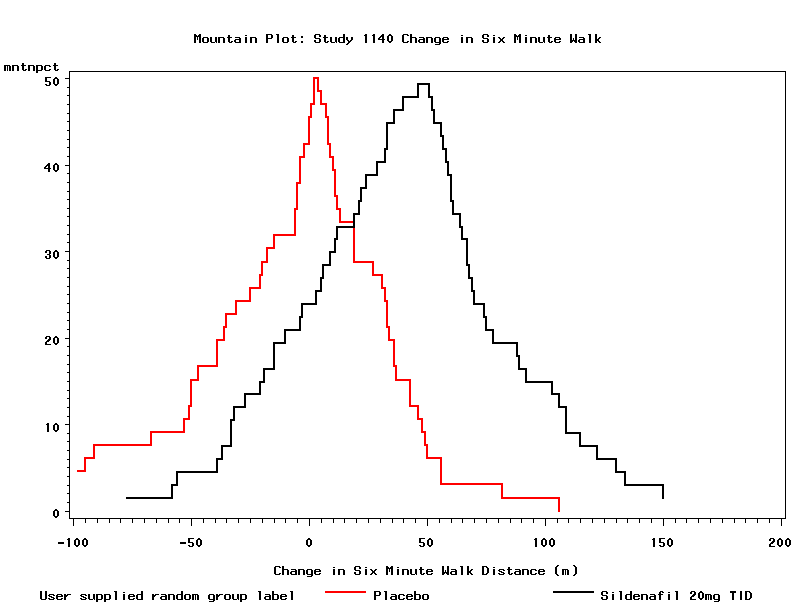 Mountain Plot: Study 1140 Change in Six Minute Walk
mntnpct
50
40
30
20
10
0
-100 -50 0 50 100 150 200
Change in Six Minute Walk Distance (m)
User supplied random group label Placebo Sildenafil 20mg TID